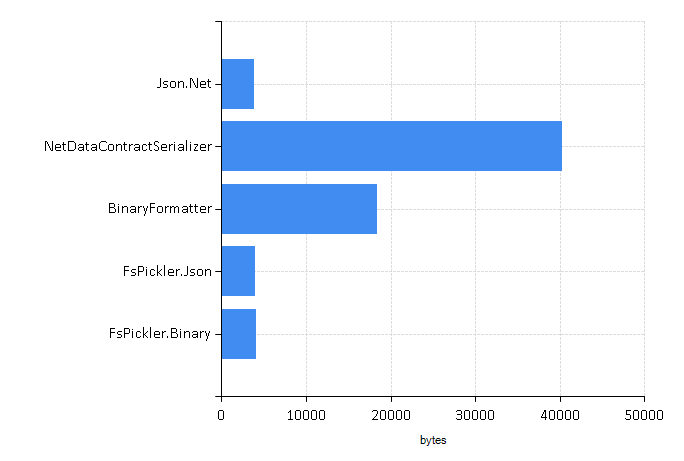 Json.Net
NetDataContractSerializer
BinaryFormatter
FsPickler.Json
FsPickler.Binary
0 10000 20000 30000 40000 50000
bytes